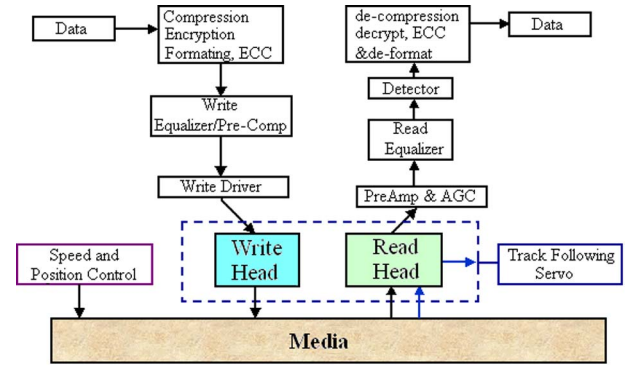 Data
Compression
Encryption
Formating, ECC
de-compression
decrypt, ECC
&de-format
Data
Detector
Write
Equalizer/Pre-Comp
Read
Equalizer
Write Driver
PreAmp & AGC
Speed and
Position Control
Write
Head
Read
Head
Track Following
Servo
Media